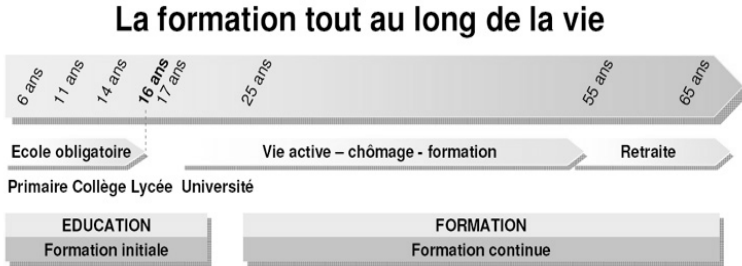 La formation tout au long de la vie
6 ans 11 ans 14 ans 16 ans 17 ans 25 ans 55 ans 65 ans
Ecole obligatoire Vie active – chômage - formation Retraite
Primaire Collège Lycée Université
EDUCATION FORMATION
Formation initiale Formation continue